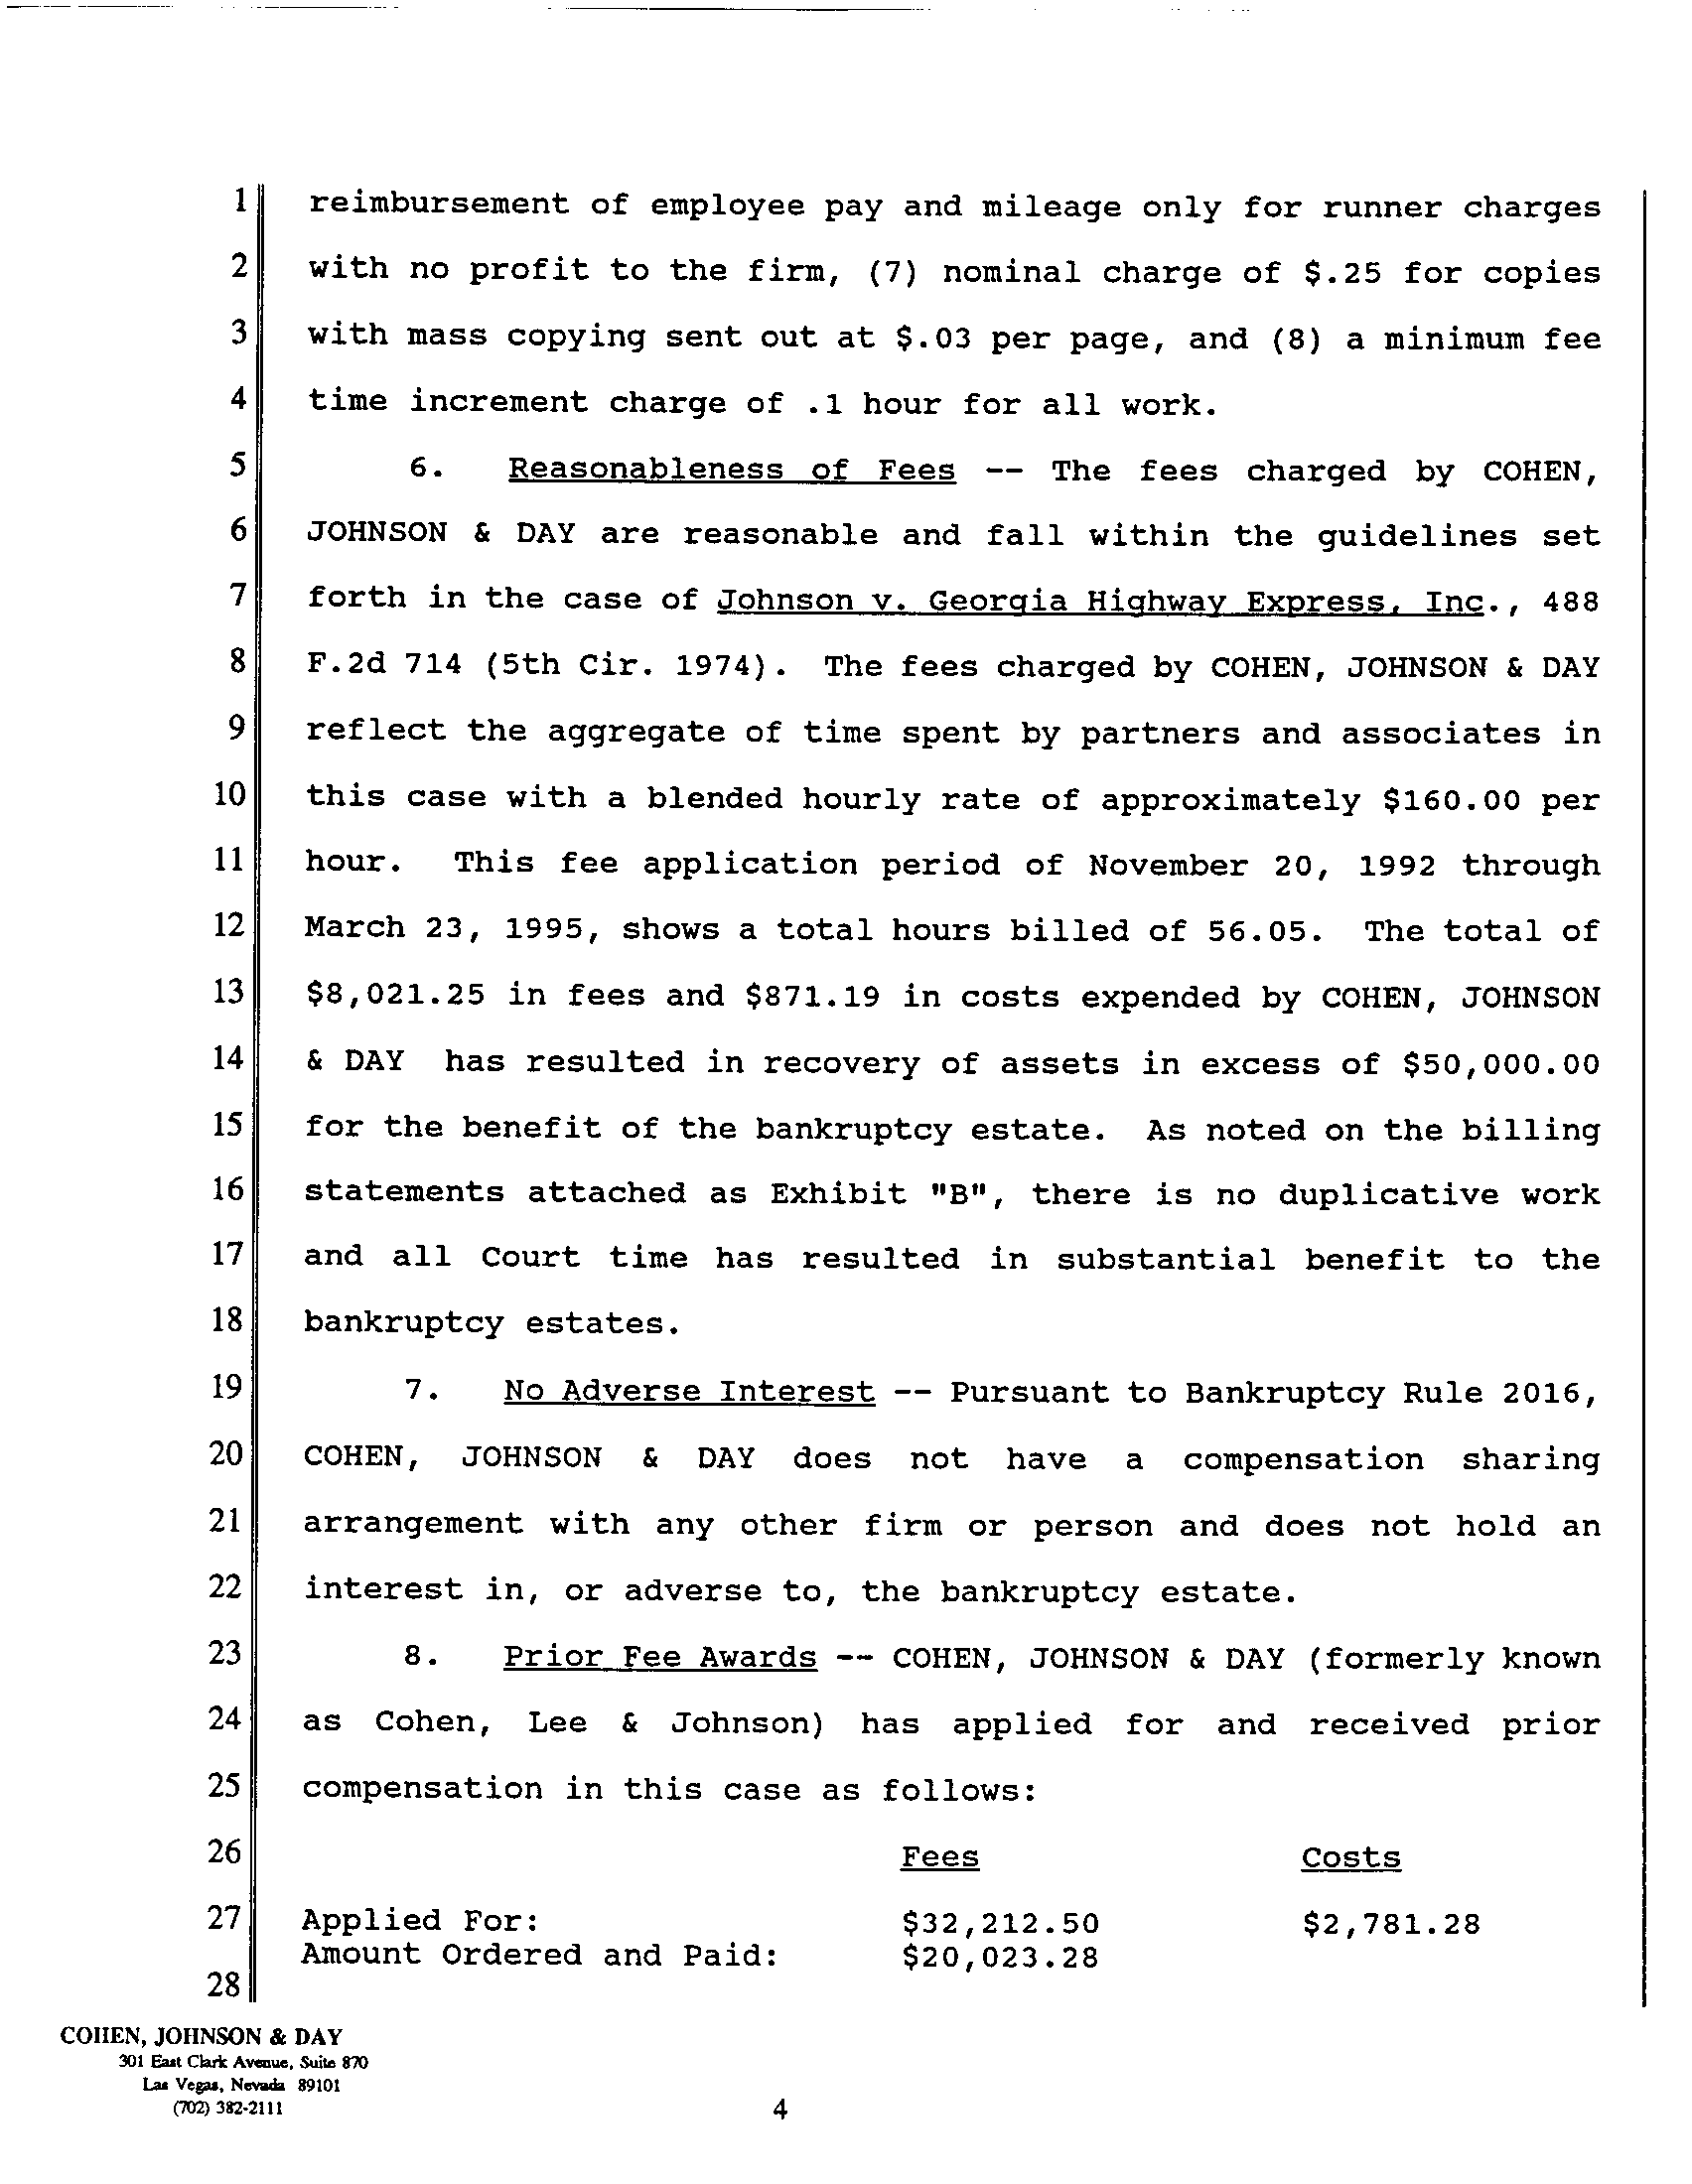 1 reimbursement of employee pay and mileage only for runner charges
2 with no profit to the firm, (7) nominal charge of $.25 for copies
3 with mass copying sent out at $.03 per page, and (8) a minimum fee
4 time increment charge of .1 hour for all work.
5 6. Reasonableness of Fees -- The fees charged by COHEN,
6 JOHNSON & DAY are reasonable and fall within the guidelines set
7 forth in the case of Johnson v. Georgia Highway Express, Inc., 488
8 F.2d 714 (5th Cir. 1974). The fees charged by COHEN, JOHNSON & DAY
9 reflect the aggregate of time spent by partners and associates in
10 this case with a blended hourly rate of approximately $160.00 per
11 hour. This fee application period of November 20, 1992 through
12 March 23, 1995, shows a total hours billed of 56.05. The total of
13 $8,021.25 in fees and $871.19 in costs expended by COHEN, JOHNSON
14 & DAY has resulted in recovery of assets in excess of $50,000.00
15 for the benefit of the bankruptcy estate. As noted on the billing
16 statements attached as Exhibit "B", there is no duplicative work
17 and all Court time has resulted in substantial benefit to the
18 bankruptcy estates.
19 7. No Adverse Interest -- Pursuant to Bankruptcy Rule 2016,
20 COHEN, JOHNSON & DAY does not have a compensation sharing
21 arrangement with any other firm or person and does not hold an
22 interest in, or adverse to, the bankruptcy estate.
23 8. Prior Fee Awards -- COHEN, JOHNSON & DAY (formerly known
24 as Cohen, Lee & Johnson) has applied for and received prior
25 compensation in this case as follows:
26 Fees Costs
27 Applied For: $32,212.50 $2,781.28
Amount Ordered and Paid: $20,023.28
28
COHEN, JOHNSON & DAY
301 East Clark Avenue, Suite 870
Las Vegas, Nevada 89101
(702) 382-2111
4